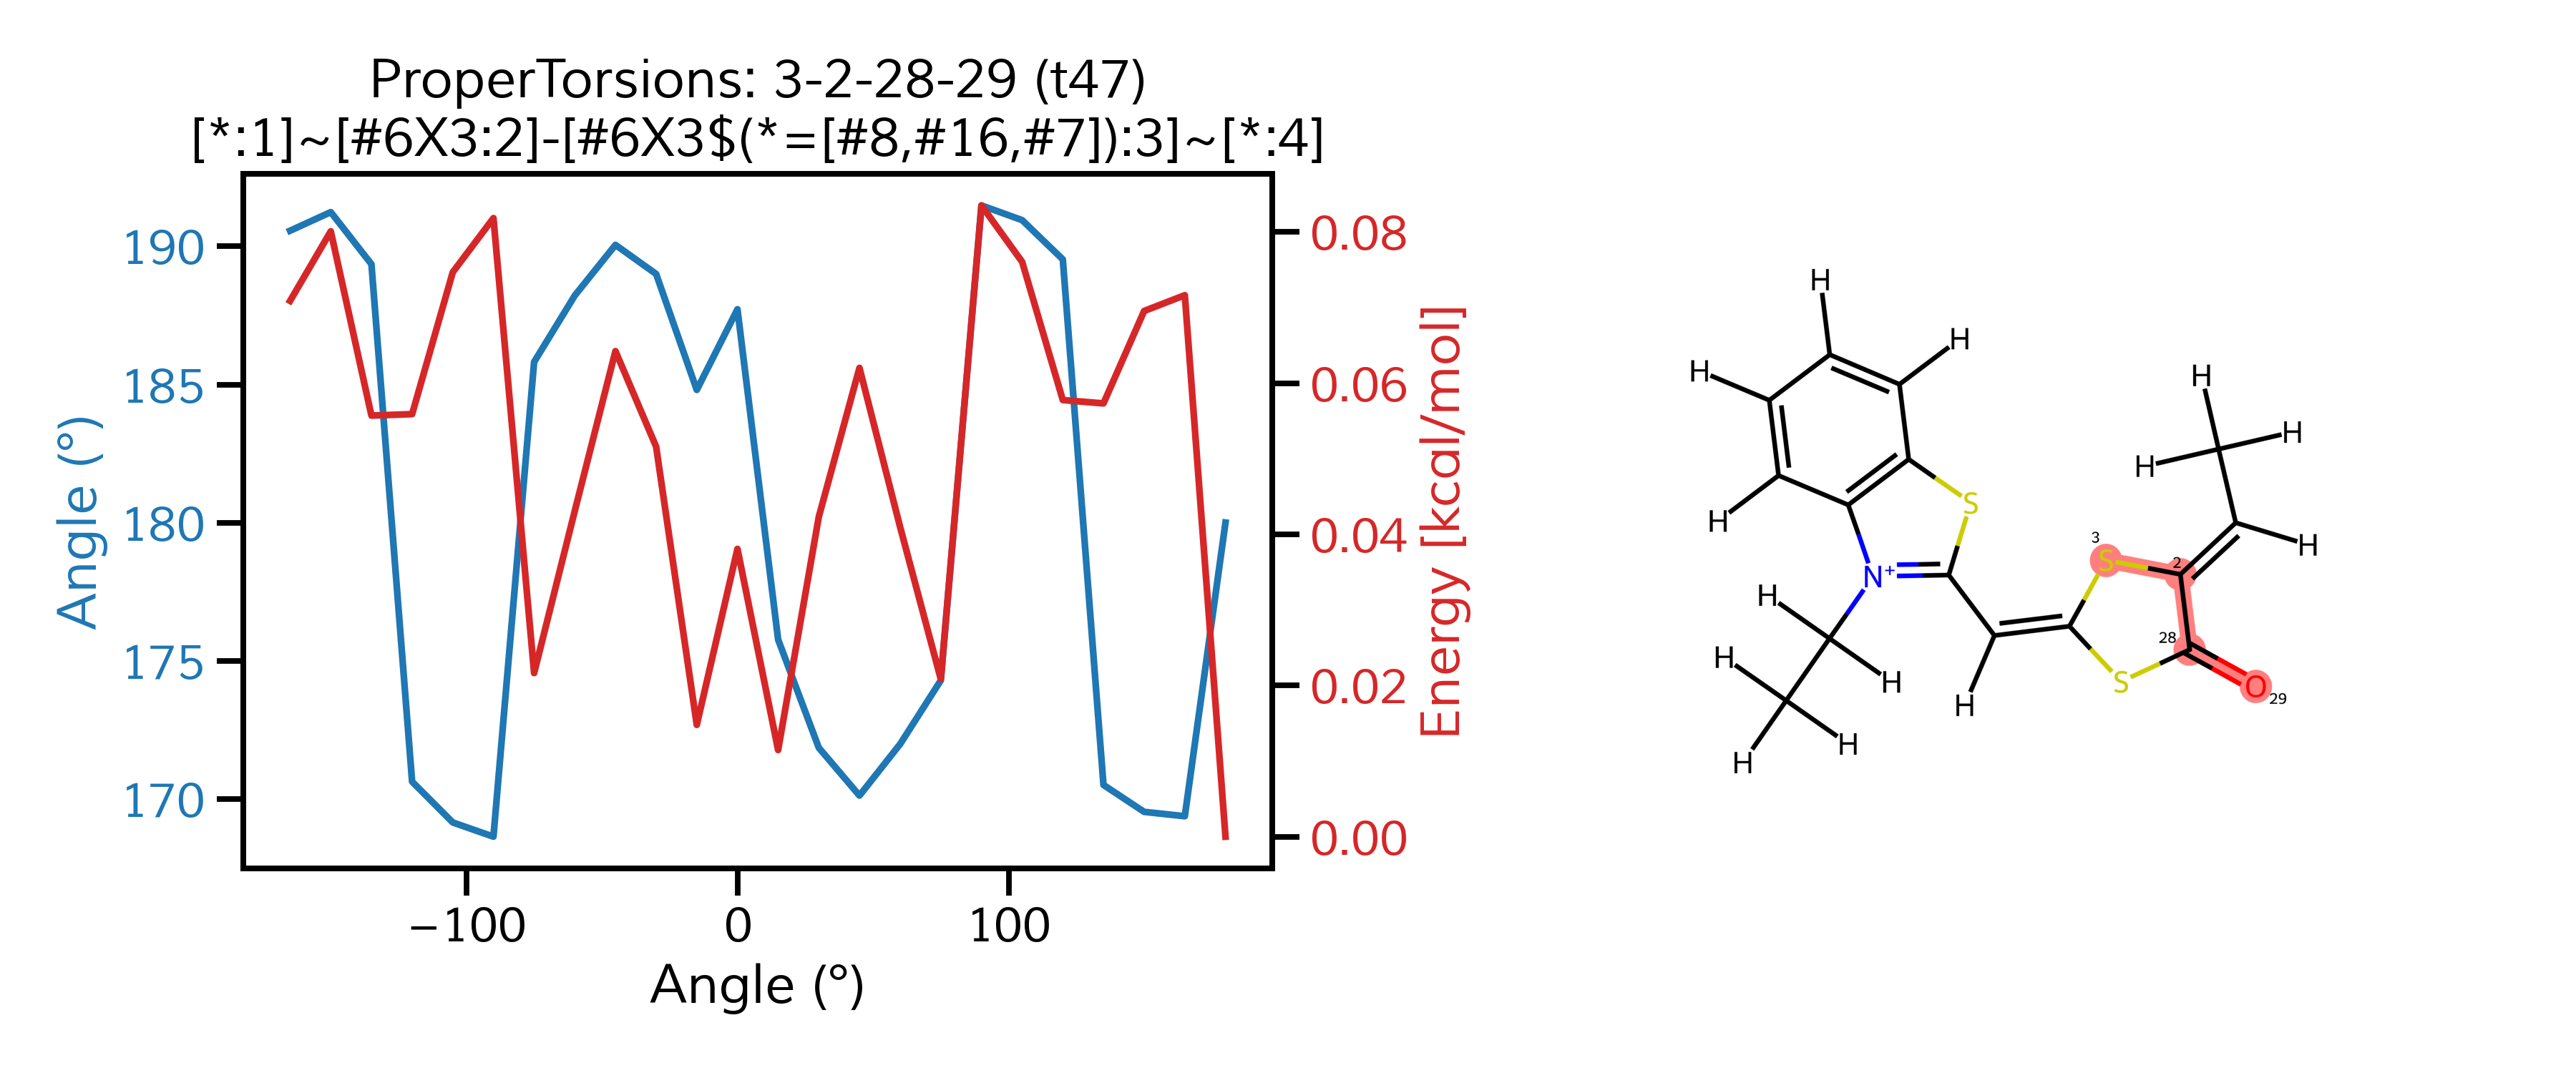 ProperTorsions: 3-2-28-29 (t47)
[*:1]~[#6X3:2]-[#6X3$(*=[#8,#16,#7]):3]~[*:4]
190
185
180
175
170
Angle (°)
−100
0
100
Angle (°)
0.08
0.06
0.04
0.02
0.00
Energy [kcal/mol]
H
H
H
H
H
H
H
S
H
3
S
2
N+
H
28
H
S
O
29
H
H
H
H
H